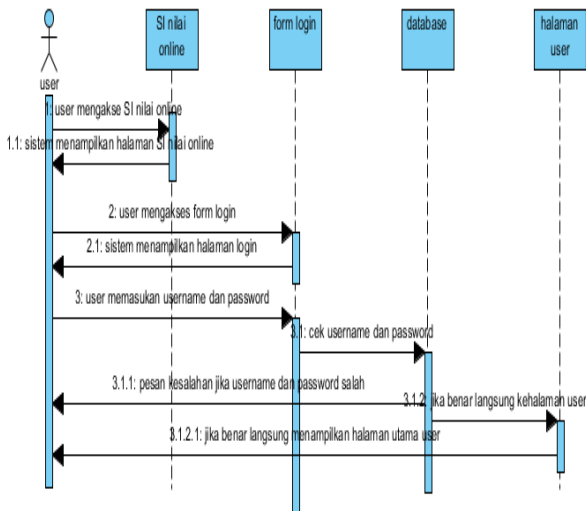 SI nilai
online
form login
database
halaman
user
user
1: user mengakse SI nilai online
1.1: sistem menampilkan halaman SI nilai online
2: user mengakses form login
2.1: sistem menampilkan halaman login
3: user memasukan username dan password
3.1: cek username dan password
3.1.1: pesan kesalahan jika username dan password salah
3.1.2: jika benar langsung kehalaman user
3.1.2.1: jika benar langsung menampilkan halaman utama user